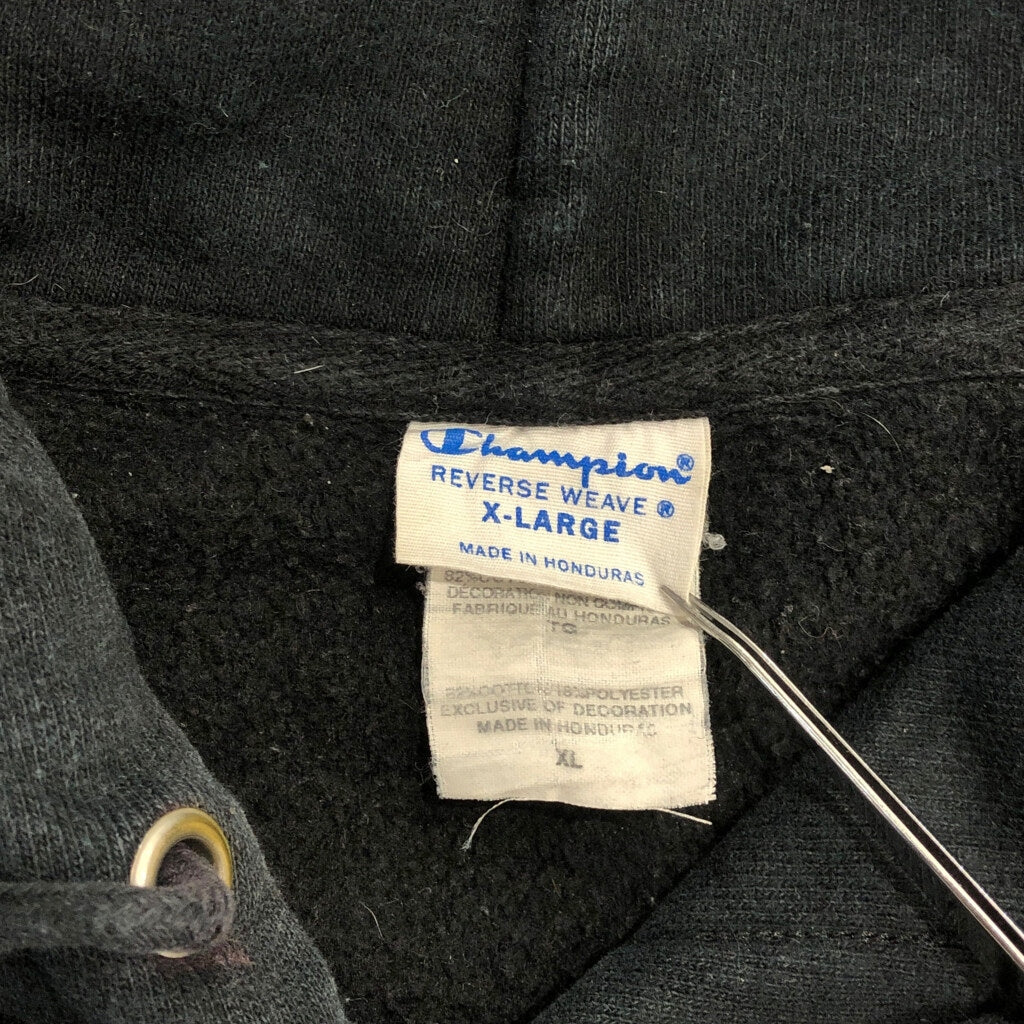 Champion®
REVERSE WEAVE ®
X-LARGE
MADE IN HONDURAS
82%
DECORATION NON
FABRIQUE AU HONDURAS
TG
82%COTTON/18%POLYESTER
EXCLUSIVE OF DECORATION
MADE IN HONDURAS
XL